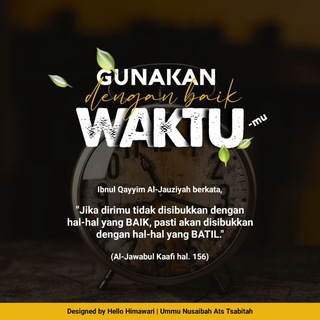 GUNAKAN
dengan baik
WAKTU-mu
Ibnul Qayyim Al-Jauziyah berkata,
"Jika dirimu tidak disibukkan dengan
hal-hal yang BAIK, pasti akan disibukkan
dengan hal-hal yang BATIL."
(Al-Jawabul Kaafi hal. 156)
Designed by Hello Himawari | Ummu Nusaibah Ats Tsabitah